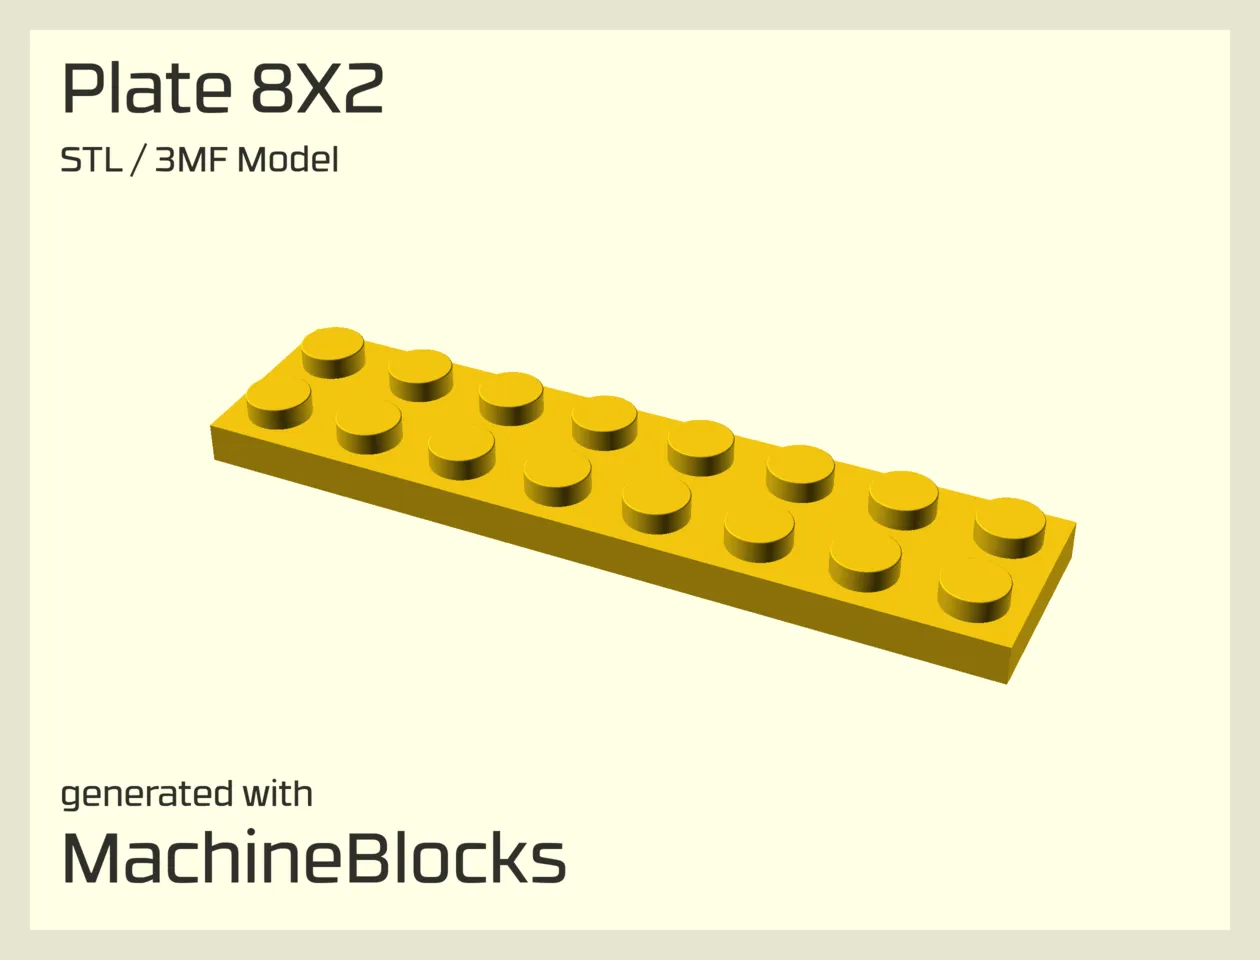 Plate 8X2
STL / 3MF Model
generated with
MachineBlocks